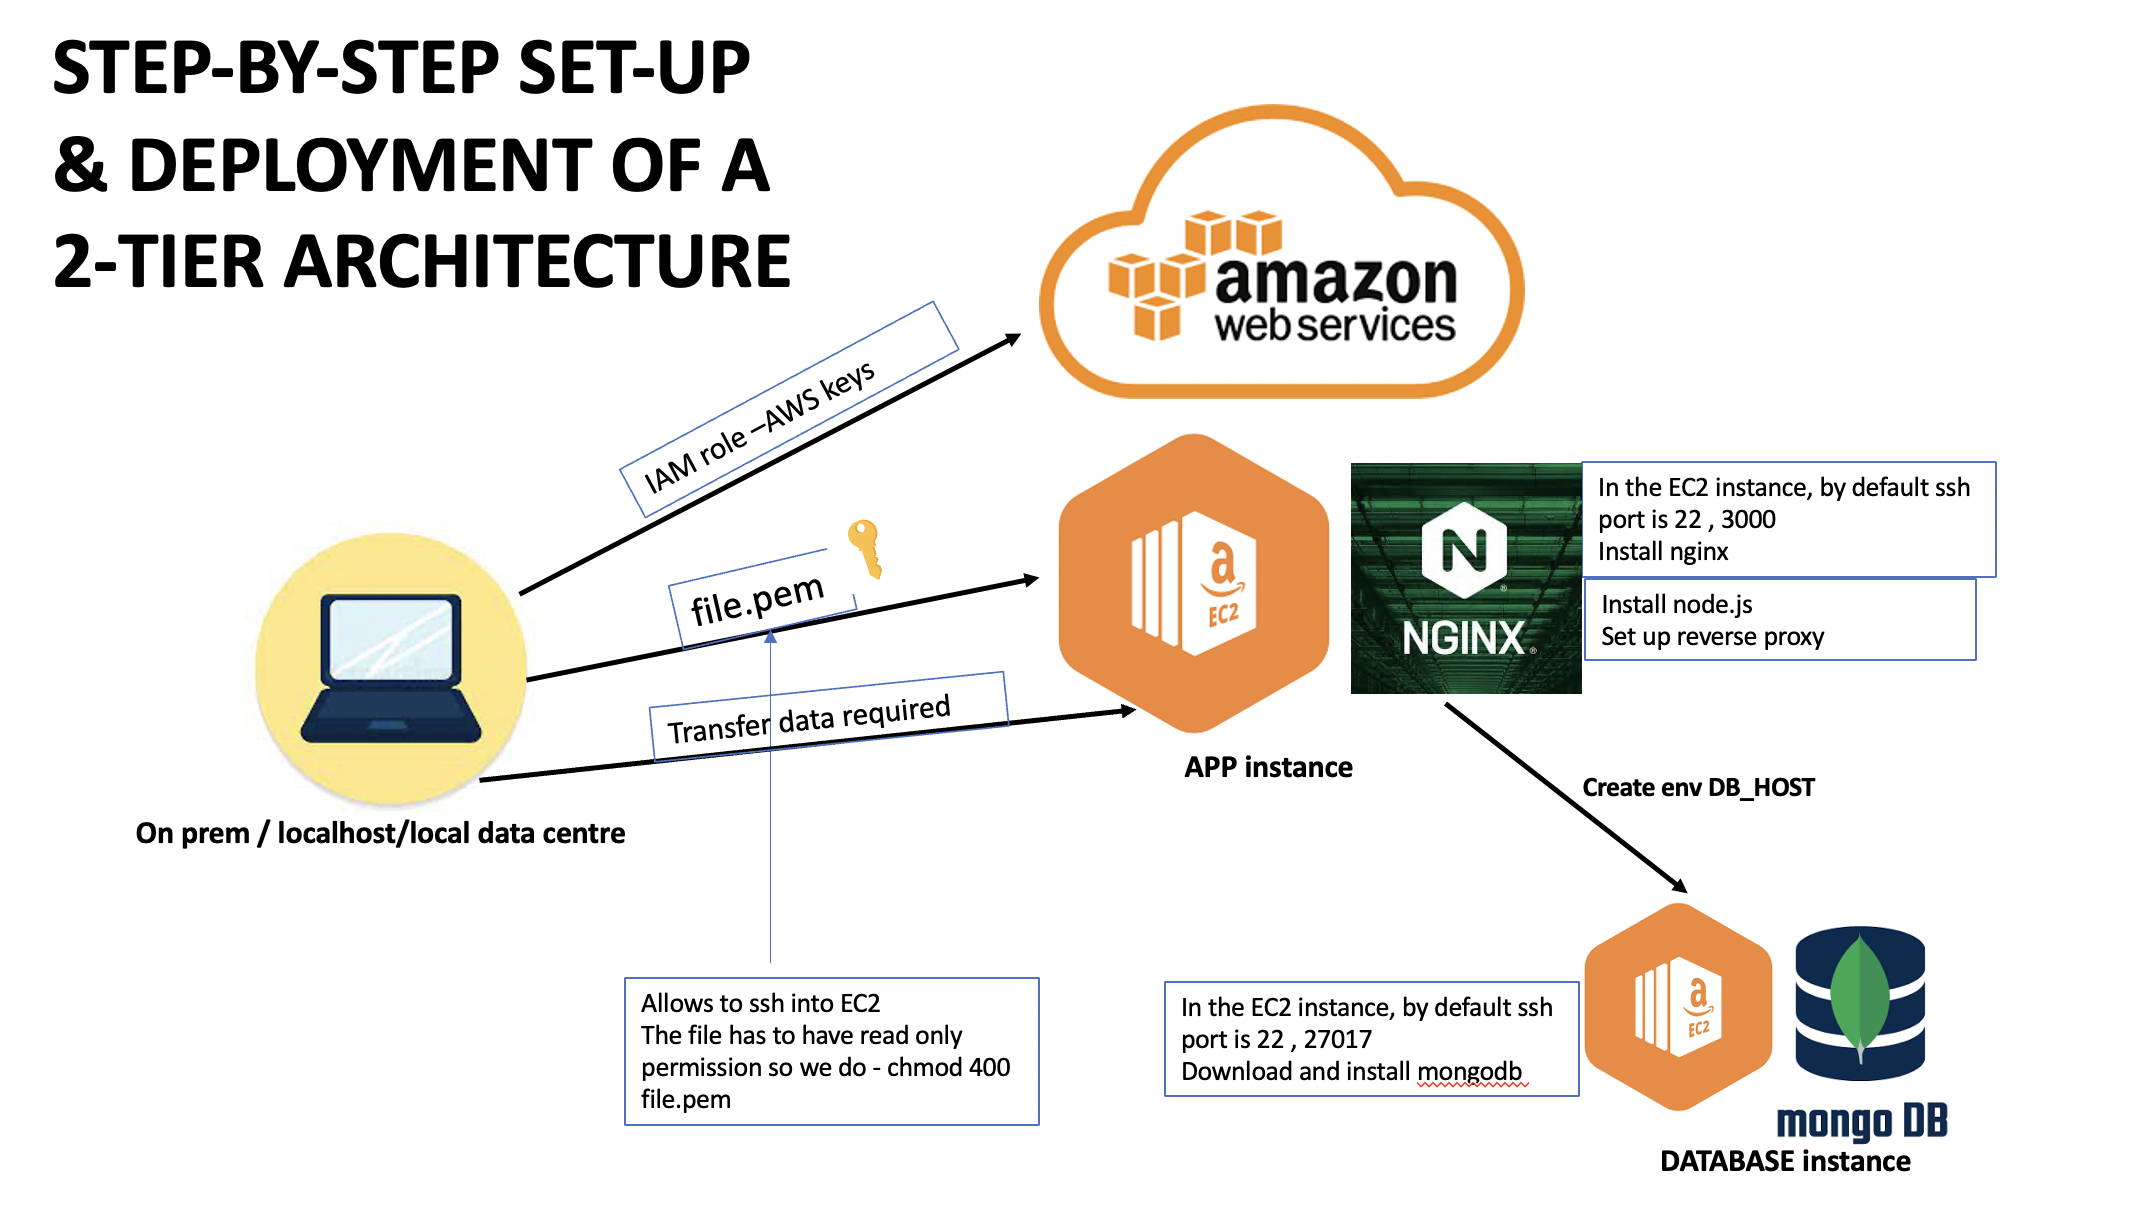 STEP-BY-STEP SET-UP
& DEPLOYMENT OF A
2-TIER ARCHITECTURE
amazon
web services
IAM role –AWS keys
file.pem
Transfer data required
On prem / localhost/local data centre
a
EC2
APP instance
N
NGINX
In the EC2 instance, by default ssh
port is 22 , 3000
Install nginx
Install node.js
Set up reverse proxy
Create env DB_HOST
Allows to ssh into EC2
The file has to have read only
permission so we do - chmod 400
file.pem
In the EC2 instance, by default ssh
port is 22 , 27017
Download and install mongodb
a
EC2
mongo DB
DATABASE instance